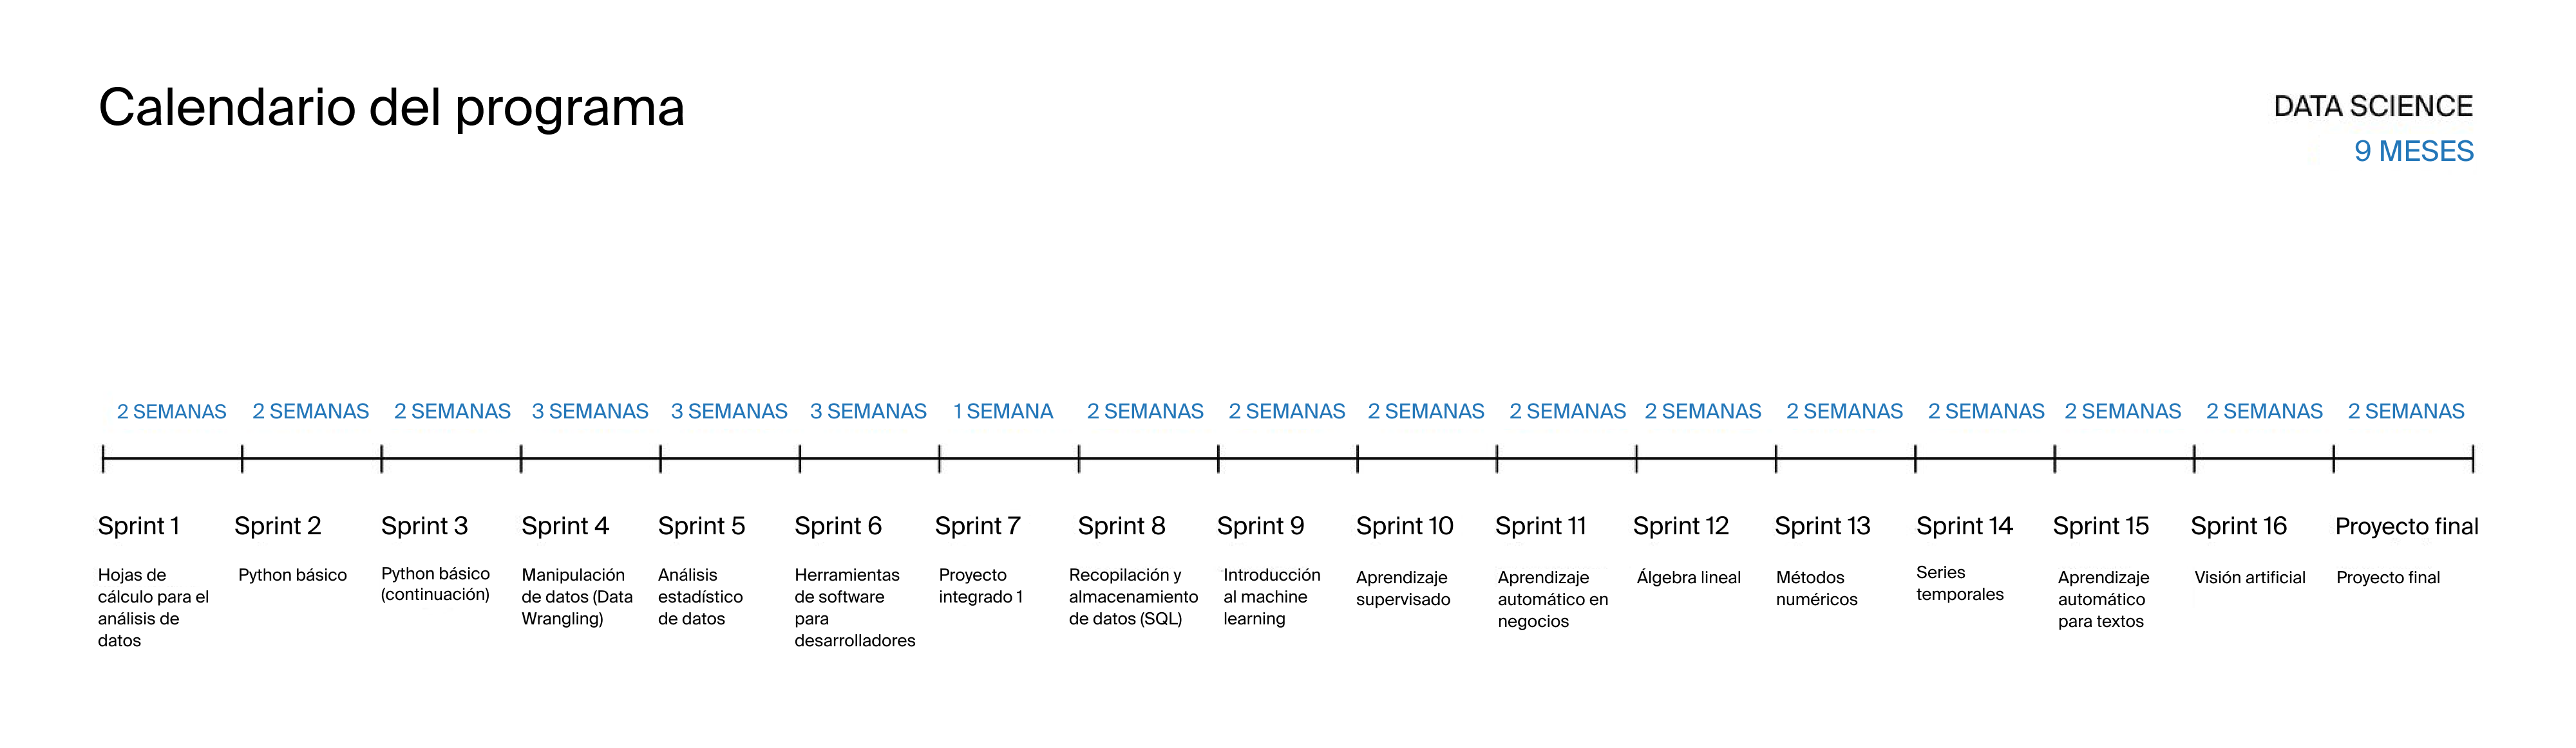 Calendario del programa
DATA SCIENCE
9 MESES
2 SEMANAS
2 SEMANAS
2 SEMANAS
3 SEMANAS
3 SEMANAS
3 SEMANAS
1 SEMANA
2 SEMANAS
2 SEMANAS
2 SEMANAS
2 SEMANAS
2 SEMANAS
2 SEMANAS
2 SEMANAS
2 SEMANAS
2 SEMANAS
2 SEMANAS
Sprint 1
Hojas de
cálculo para el
análisis de
datos
Sprint 2
Python básico
Sprint 3
Python básico
(continuación)
Sprint 4
Manipulación
de datos (Data
Wrangling)
Sprint 5
Análisis
estadístico
de datos
Sprint 6
Herramientas
de software
para
desarrolladores
Sprint 7
Proyecto
integrado 1
Sprint 8
Recopilación y
almacenamiento
de datos (SQL)
Sprint 9
Introducción
al machine
learning
Sprint 10
Aprendizaje
supervisado
Sprint 11
Aprendizaje
automático en
negocios
Sprint 12
Álgebra lineal
Sprint 13
Métodos
numéricos
Sprint 14
Series
temporales
Sprint 15
Aprendizaje
automático
para textos
Sprint 16
Visión artificial
Proyecto final
Proyecto final